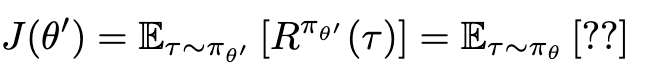 J(θ′) = 𝔼_{τ∼π_{θ′}} [R^{π_{θ′}}(τ)] = 𝔼_{τ∼π_θ} [??]